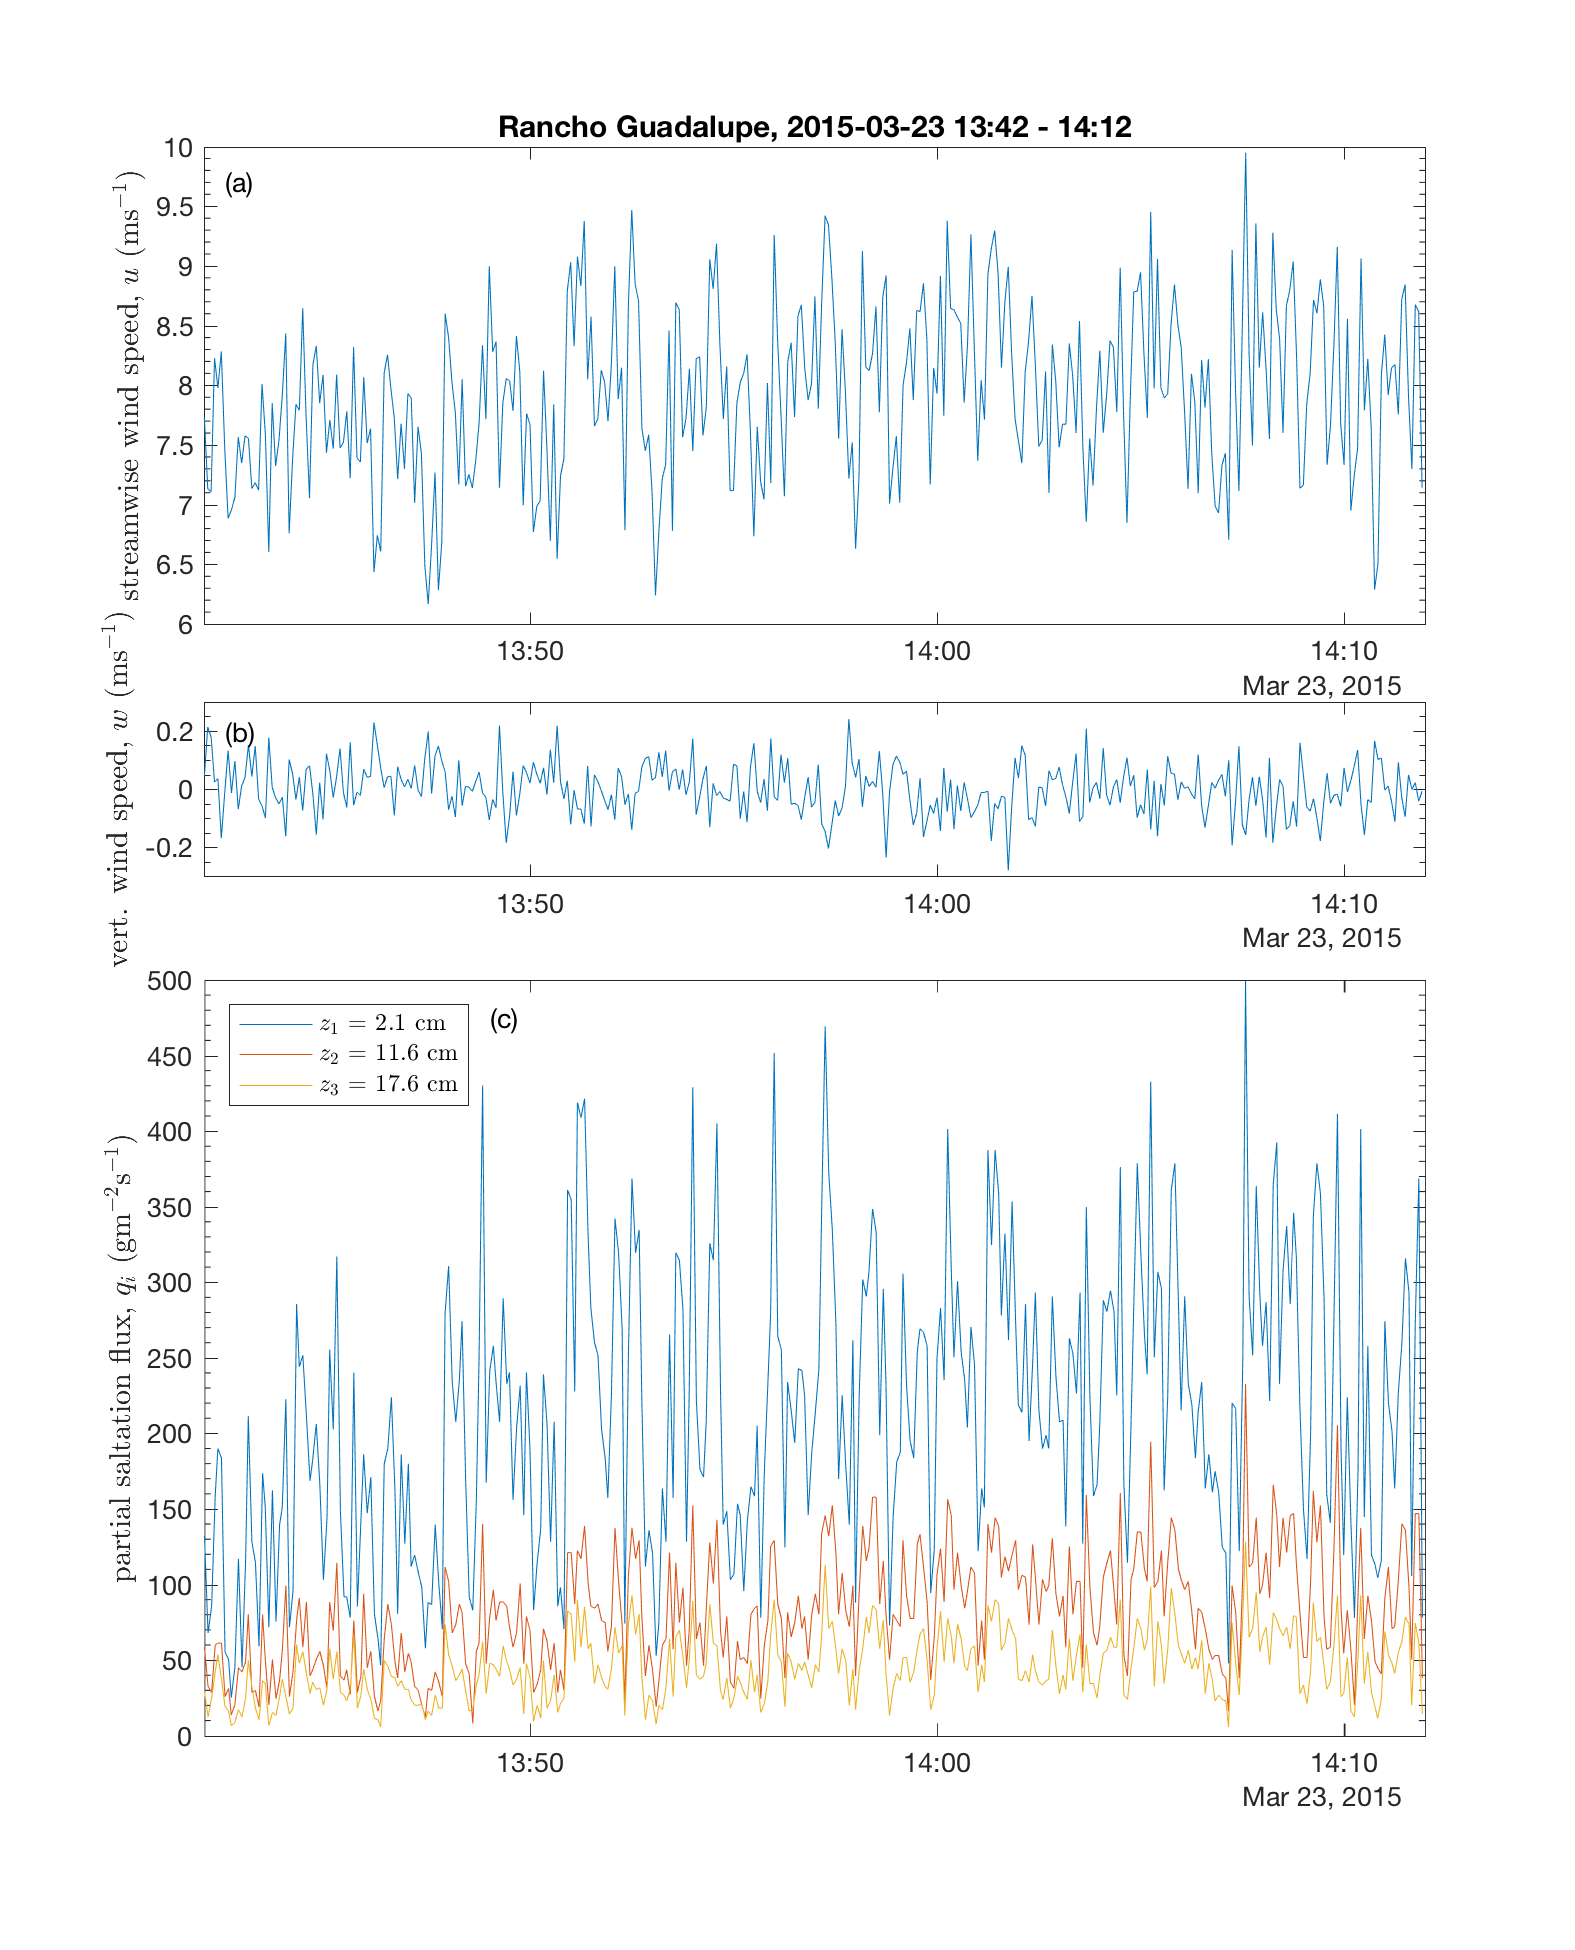 Rancho Guadalupe, 2015-03-23 13:42 - 14:12
(a)
streamwise wind speed, u (ms⁻¹)
10
9.5
9
8.5
8
7.5
7
6.5
6
13:50 14:00 14:10
Mar 23, 2015
(b)
vert. wind speed, w (ms⁻¹)
0.2
0
-0.2
13:50 14:00 14:10
Mar 23, 2015
(c)
partial saltation flux, qᵢ (gm⁻²s⁻¹)
z₁ = 2.1 cm
z₂ = 11.6 cm
z₃ = 17.6 cm
500
450
400
350
300
250
200
150
100
50
0
13:50 14:00 14:10
Mar 23, 2015